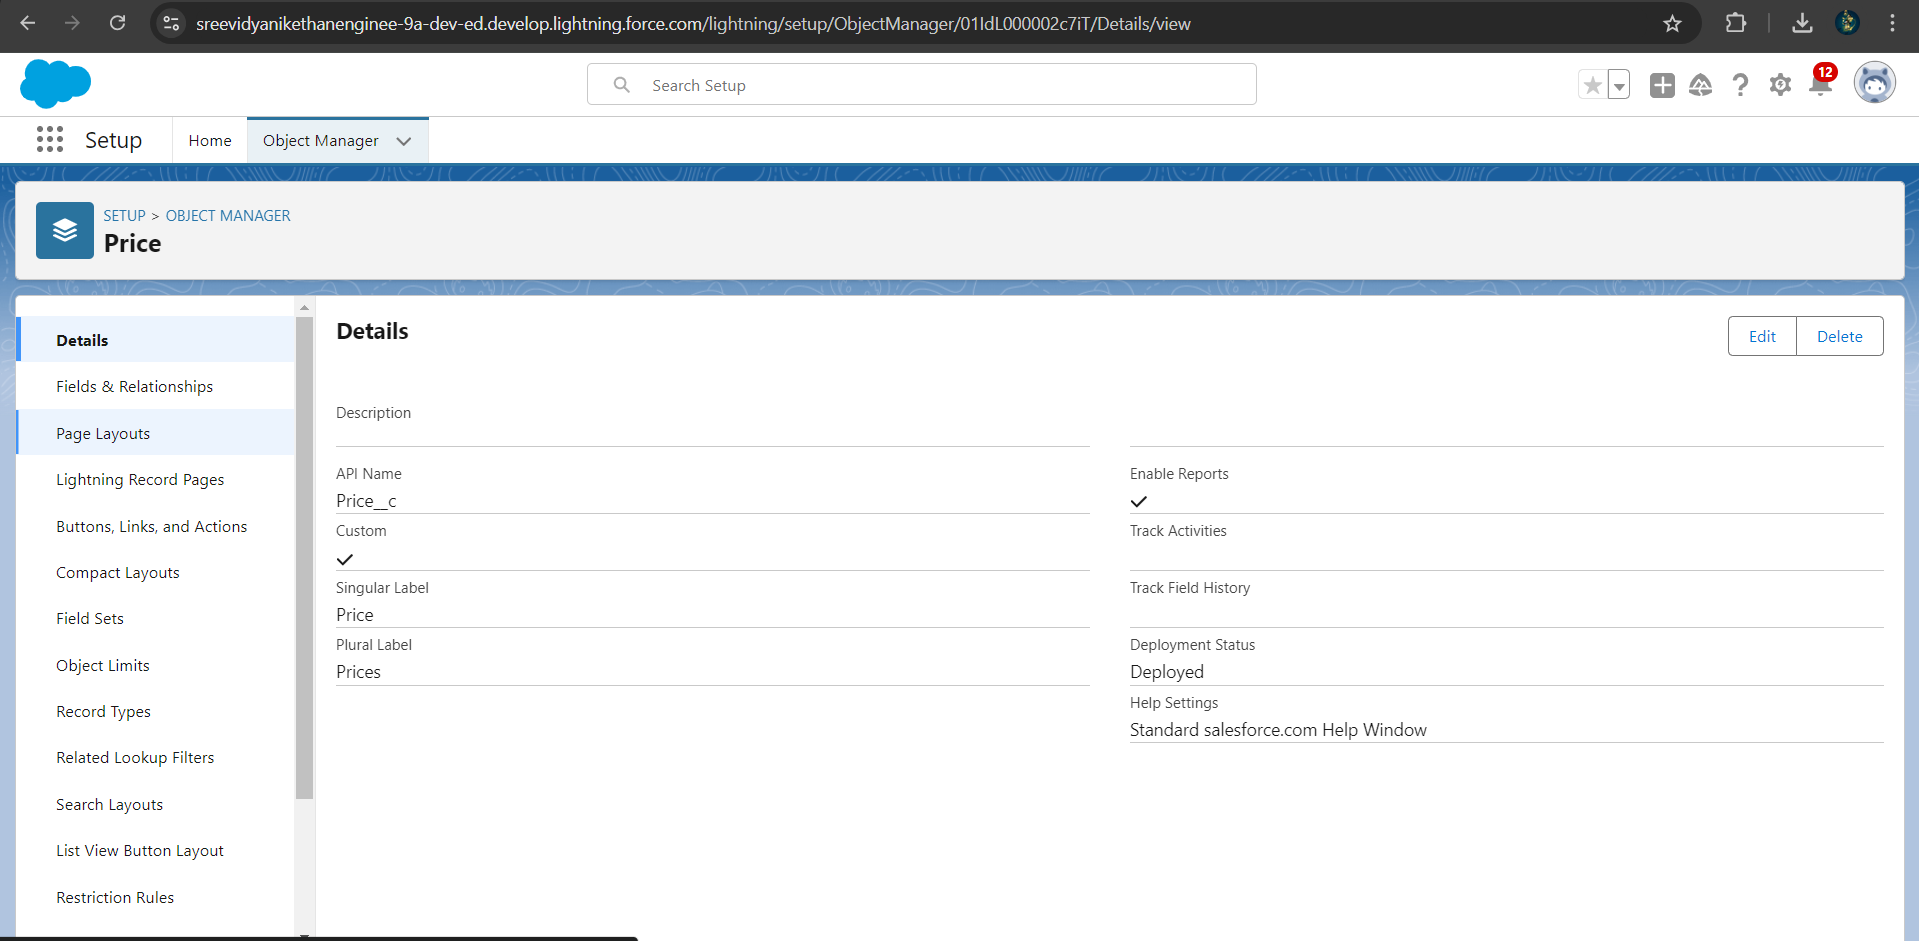 sreevidyanikethanenginee-9a-dev-ed.develop.lightning.force.com/lightning/setup/ObjectManager/01IdL000002c7iT/Details/view
Search Setup
12
Setup Home Object Manager
SETUP > OBJECT MANAGER
Price
Details
Fields & Relationships
Page Layouts
Lightning Record Pages
Buttons, Links, and Actions
Compact Layouts
Field Sets
Object Limits
Record Types
Related Lookup Filters
Search Layouts
List View Button Layout
Restriction Rules
Details
Edit Delete
Description
API Name
Price__c
Custom
Singular Label
Price
Plural Label
Prices
Enable Reports
Track Activities
Track Field History
Deployment Status
Deployed
Help Settings
Standard salesforce.com Help Window